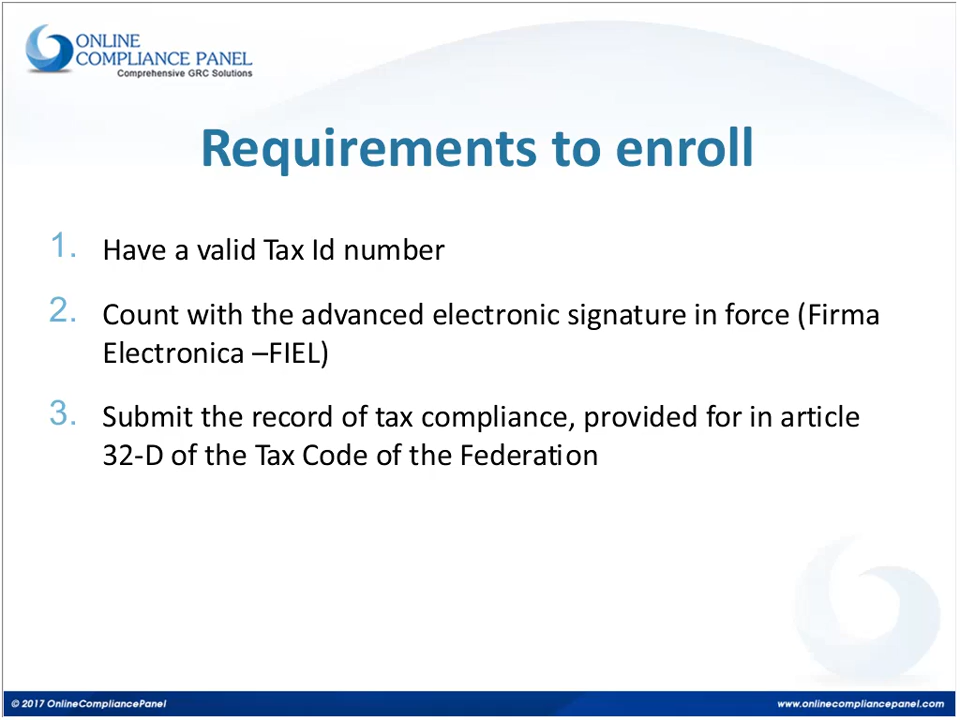 ONLINE
COMPLIANCE PANEL
Comprehensive GRC Solutions
Requirements to enroll
1. Have a valid Tax Id number
2. Count with the advanced electronic signature in force (Firma
Electronica –FIEL)
3. Submit the record of tax compliance, provided for in article
32-D of the Tax Code of the Federation
© 2017 OnlineCompliancePanel
www.onlinecompliancepanel.com